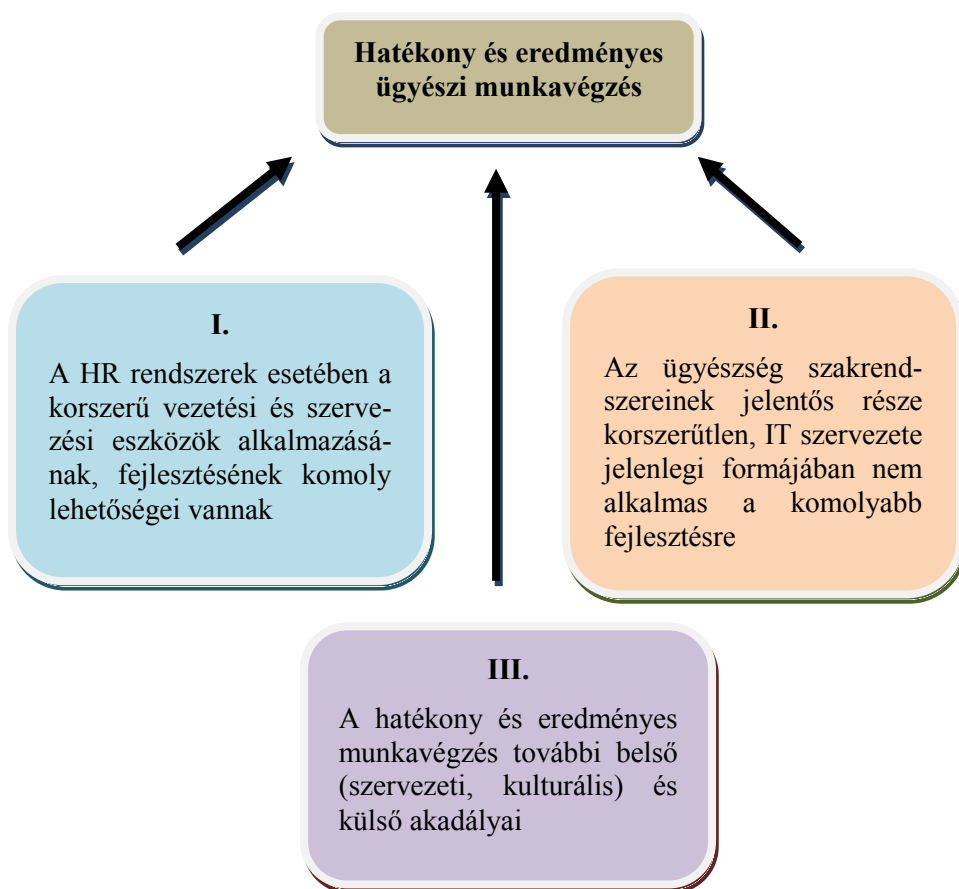 Hatékony és eredményes
ügyészi munkavégzés
I.
A HR rendszerek esetében a
korszerű vezetési és szerve-
zési eszközök alkalmazásá-
nak, fejlesztésének komoly
lehetőségei vannak
II.
Az ügyészség szakrend-
szereinek jelentős része
korszerűtlen, IT szervezete
jelenlegi formájában nem
alkalmas a komolyabb
fejlesztésre
III.
A hatékony és eredményes
munkavégzés további belső
(szervezeti, kulturális) és
külső akadályai